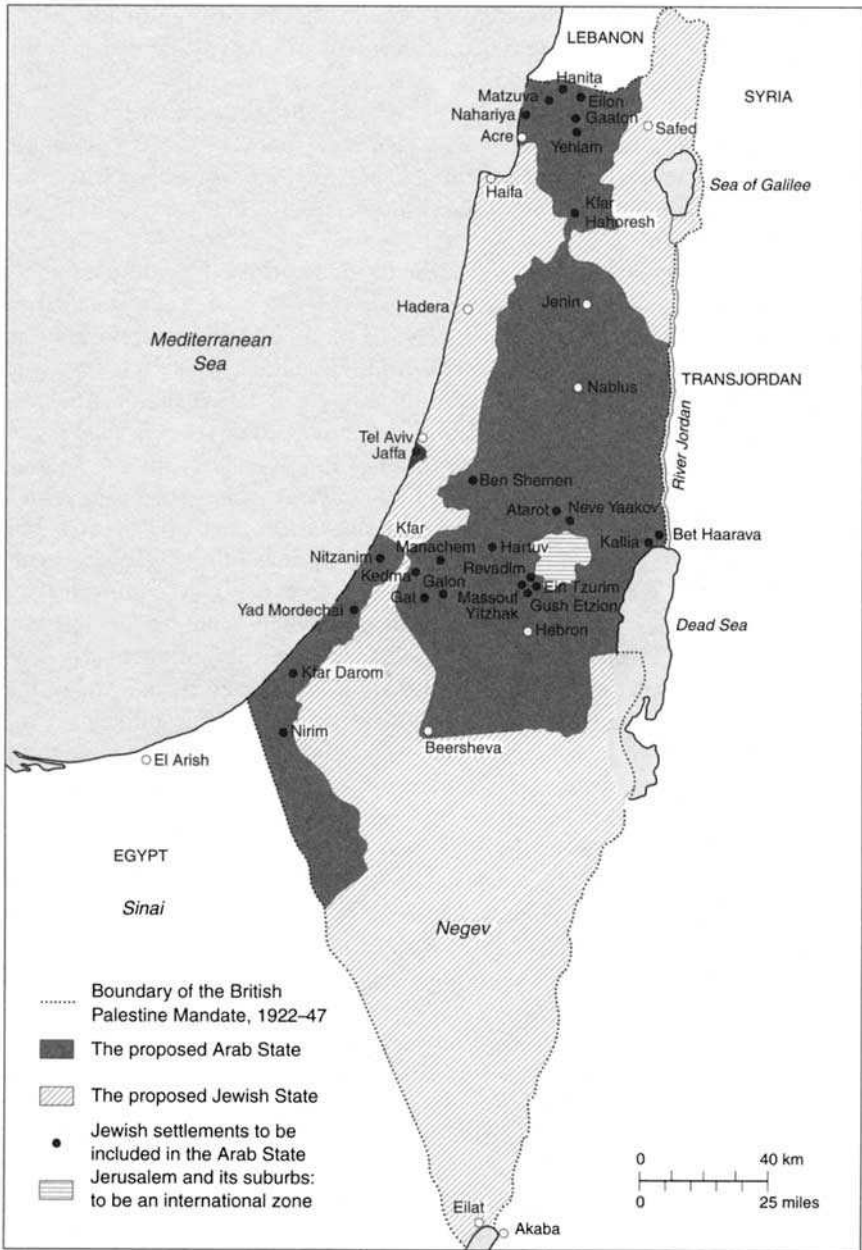 LEBANON
Hanita
Matzuva
Eilon
SYRIA
Nahariya
Gaaton
Acre
Safed
Yehiam
Haifa
Sea of Galilee
Kfar
Hahoresh
Hadera
Jenin
Mediterranean
Sea
Nablus
TRANSJORDAN
Tel Aviv
Jaffa
River Jordan
Ben Shemen
Atarot
Neve Yaakov
Kfar
Manachem
Hartuv
Kallia
Bet Haarava
Nitzanim
Revadim
Kedma
Galon
Ein Tzurim
Gat
Massout
Yitzhak
Gush Etzion
Yad Mordechai
Hebron
Dead Sea
Kfar Darom
Nirim
Beersheva
El Arish
EGYPT
Sinai
Negev
Boundary of the British
Palestine Mandate, 1922–47
The proposed Arab State
The proposed Jewish State
Jewish settlements to be
included in the Arab State
Jerusalem and its suburbs:
to be an international zone
0 40 km
0 25 miles
Eilat
Akaba